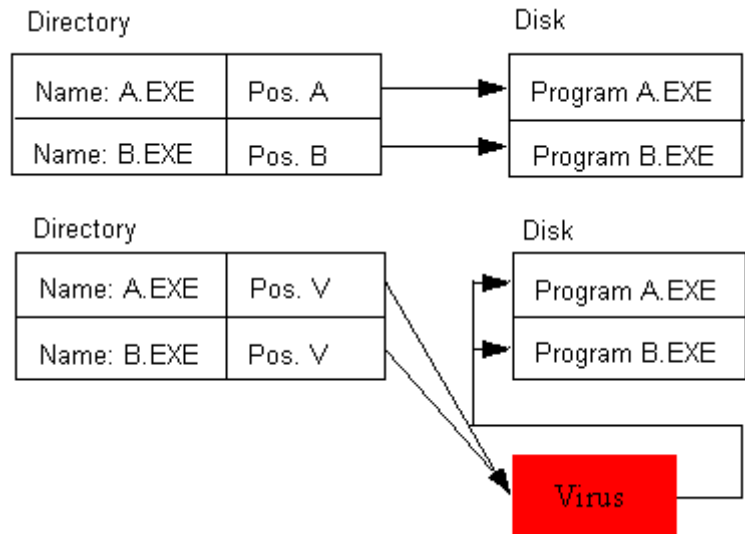 Directory Disk
Name: A.EXE Pos. A Program A.EXE
Name: B.EXE Pos. B Program B.EXE
Directory Disk
Name: A.EXE Pos. V Program A.EXE
Name: B.EXE Pos. V Program B.EXE
Virus